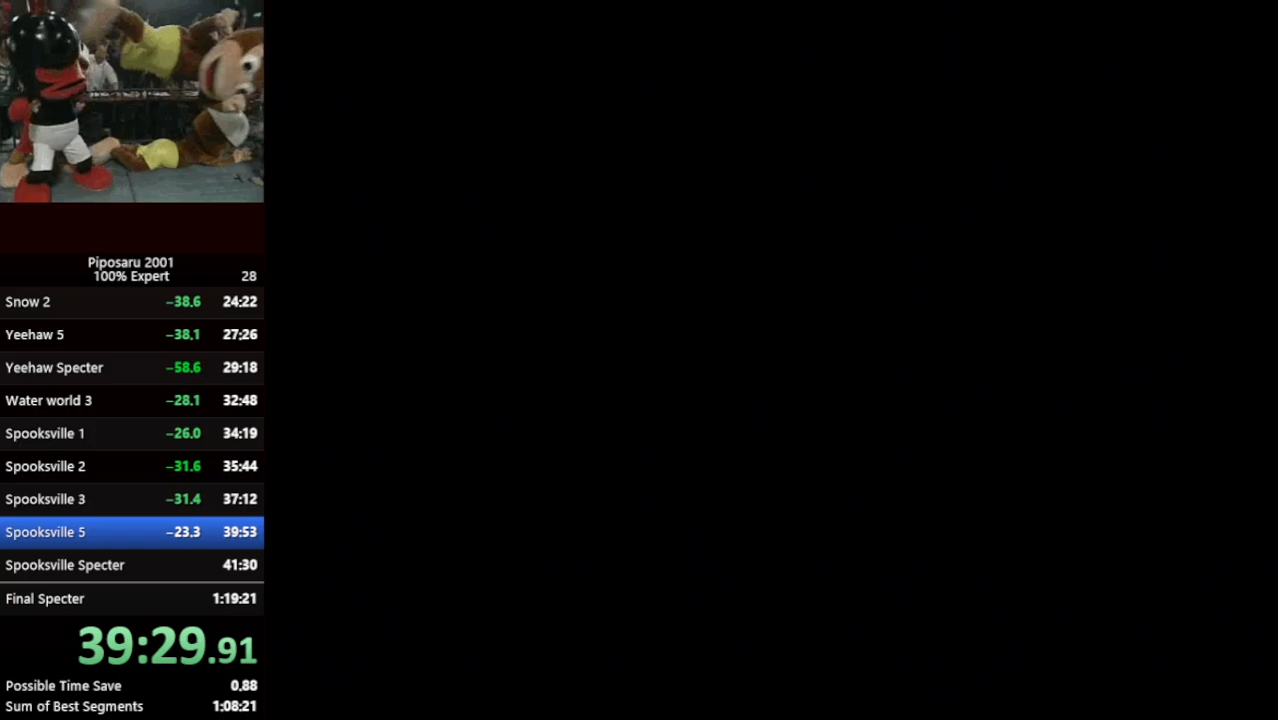 Piposaru 2001
100% Expert 28
Snow 2 -38.6 24:22
Yeehaw 5 -38.1 27:26
Yeehaw Specter -58.6 29:18
Water world 3 -28.1 32:48
Spooksville 1 -26.0 34:19
Spooksville 2 -31.6 35:44
Spooksville 3 -31.4 37:12
Spooksville 5 -23.3 39:53
Spooksville Specter 41:30
Final Specter 1:19:21
39:29.91
Possible Time Save 0.88
Sum of Best Segments 1:08:21